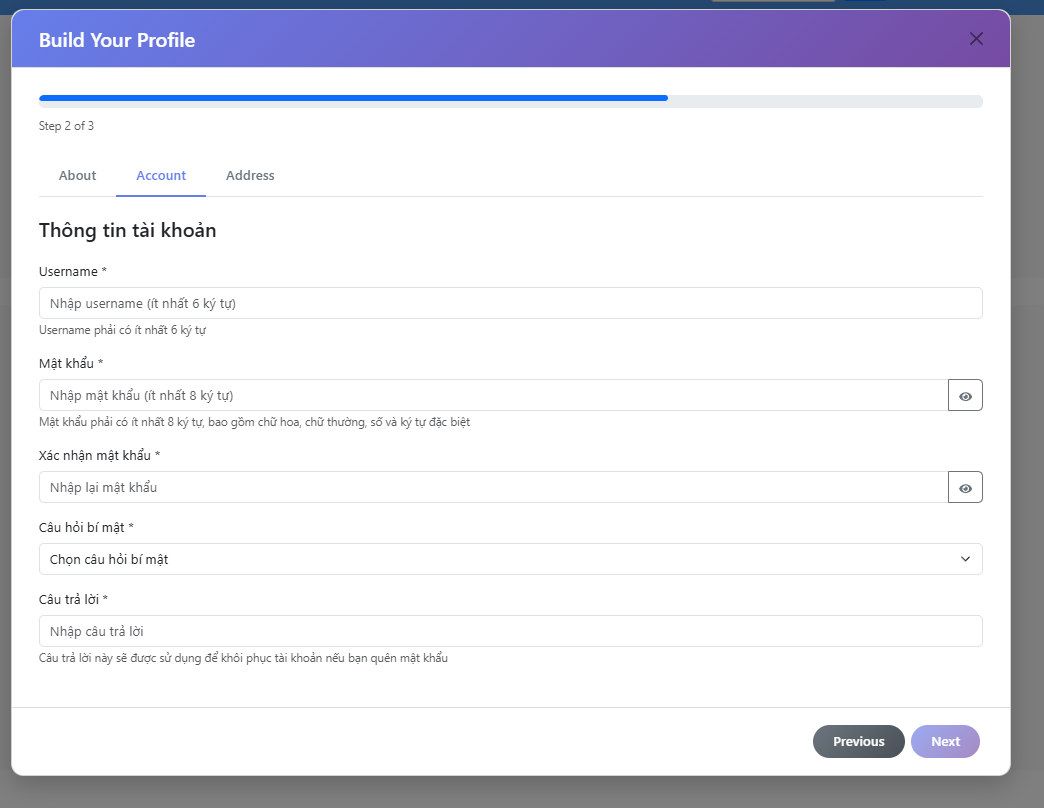 Build Your Profile
Step 2 of 3
About Account Address
Thông tin tài khoản
Username *
Nhập username (ít nhất 6 ký tự)
Username phải có ít nhất 6 ký tự
Mật khẩu *
Nhập mật khẩu (ít nhất 8 ký tự)
Mật khẩu phải có ít nhất 8 ký tự, bao gồm chữ hoa, chữ thường, số và ký tự đặc biệt
Xác nhận mật khẩu *
Nhập lại mật khẩu
Câu hỏi bí mật *
Chọn câu hỏi bí mật
Câu trả lời *
Nhập câu trả lời
Câu trả lời này sẽ được sử dụng để khôi phục tài khoản nếu bạn quên mật khẩu
Previous Next